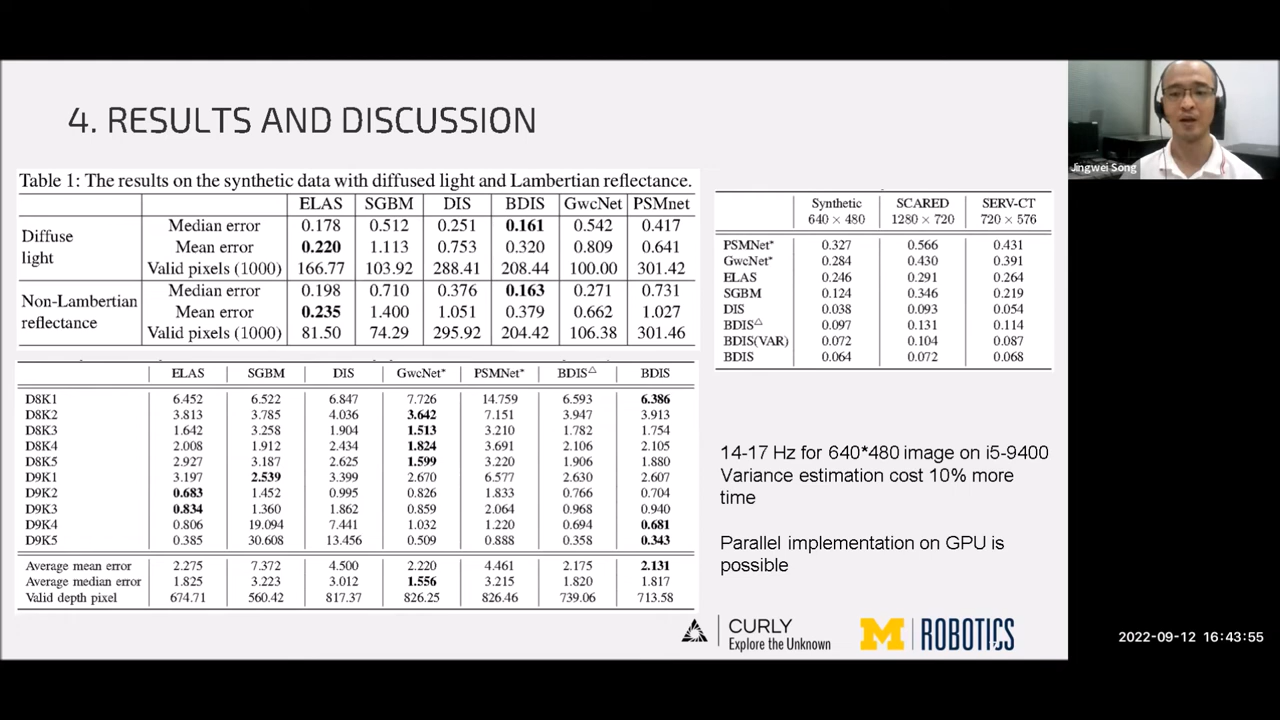 4. RESULTS AND DISCUSSION
Jingwei Song
Table 1: The results on the synthetic data with diffused light and Lambertian reflectance.
ELAS SGBM DIS BDIS GwcNet PSMnet
Diffuse light Median error 0.178 0.512 0.251 0.161 0.542 0.417
Mean error 0.220 1.113 0.753 0.320 0.809 0.641
Valid pixels (1000) 166.77 103.92 288.41 208.44 100.00 301.42
Non-Lambertian reflectance Median error 0.198 0.710 0.376 0.163 0.271 0.731
Mean error 0.235 1.400 1.051 0.379 0.662 1.027
Valid pixels (1000) 81.50 74.29 295.92 204.42 106.38 301.46
ELAS SGBM DIS GwcNet* PSMNet* BDIS△ BDIS
D8K1 6.452 6.522 6.847 7.726 14.759 6.593 6.386
D8K2 3.813 3.785 4.036 3.642 7.151 3.947 3.913
D8K3 1.642 3.258 1.904 1.513 3.210 1.782 1.754
D8K4 2.008 1.912 2.434 1.824 3.691 2.106 2.105
D8K5 2.927 3.187 2.625 1.599 3.220 1.906 1.880
D9K1 3.197 2.539 3.399 2.670 6.577 2.630 2.607
D9K2 0.683 1.452 0.995 0.826 1.833 0.766 0.704
D9K3 0.834 1.360 1.862 0.859 2.064 0.968 0.940
D9K4 0.806 19.094 7.441 1.032 1.220 0.694 0.681
D9K5 0.385 30.608 13.456 0.509 0.888 0.358 0.343
Average mean error 2.275 7.372 4.500 2.220 4.461 2.175 2.131
Average median error 1.825 3.223 3.012 1.556 3.215 1.820 1.817
Valid depth pixel 674.71 560.42 817.37 826.25 826.46 739.06 713.58
Synthetic SCARED SERV-CT
640 × 480 1280 × 720 720 × 576
PSMNet* 0.327 0.566 0.431
GwcNet* 0.284 0.430 0.391
ELAS 0.246 0.291 0.264
SGBM 0.124 0.346 0.219
DIS 0.038 0.093 0.054
BDIS△ 0.097 0.131 0.114
BDIS(VAR) 0.072 0.104 0.087
BDIS 0.064 0.072 0.068
14-17 Hz for 640*480 image on i5-9400
Variance estimation cost 10% more
time
Parallel implementation on GPU is
possible
CURLY
Explore the Unknown
M ROBOTICS
2022-09-12 16:43:55